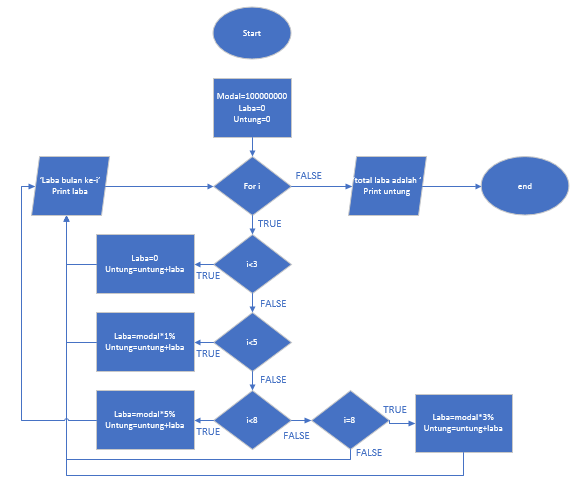 Start
Modal=100000000
Laba=0
Untung=0
'Laba bulan ke-i'
Print laba
For i
FALSE
'total laba adalah '
Print untung
end
TRUE
Laba=0
Untung=untung+laba
TRUE
i<3
FALSE
Laba=modal*1%
Untung=untung+laba
TRUE
i<5
FALSE
Laba=modal*5%
Untung=untung+laba
TRUE
i<8
FALSE
i=8
TRUE
Laba=modal*3%
Untung=untung+laba
FALSE